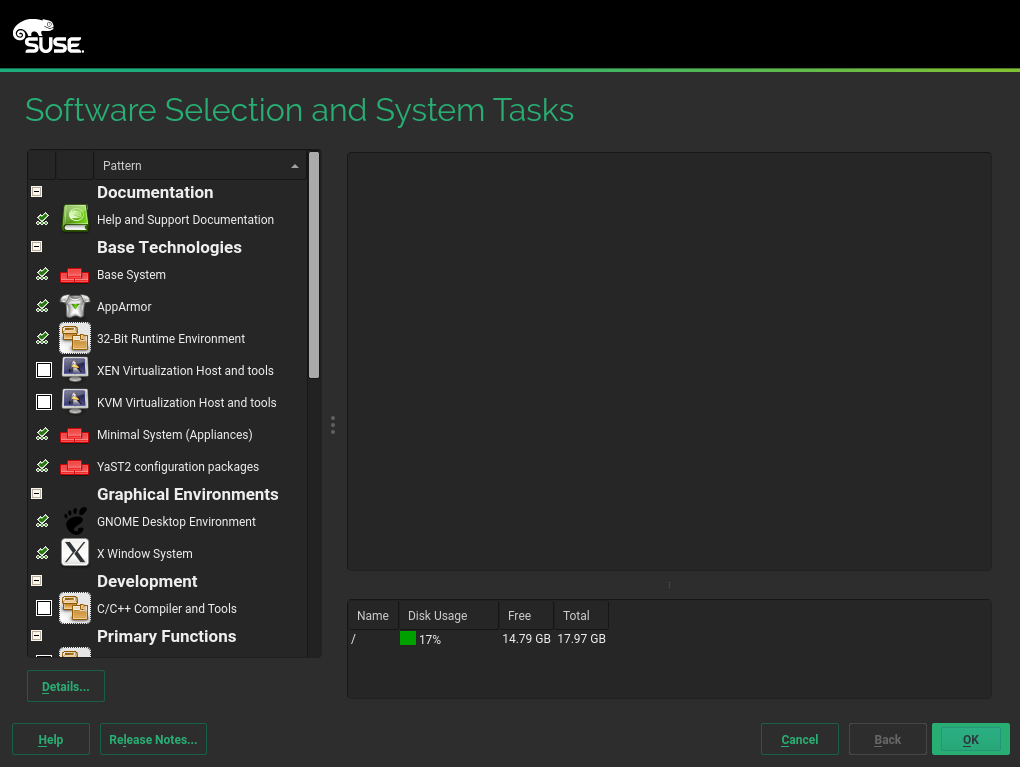 SUSE.
Software Selection and System Tasks
Pattern
Documentation
Help and Support Documentation
Base Technologies
Base System
AppArmor
32-Bit Runtime Environment
XEN Virtualization Host and tools
KVM Virtualization Host and tools
Minimal System (Appliances)
YaST2 configuration packages
Graphical Environments
GNOME Desktop Environment
X Window System
Development
C/C++ Compiler and Tools
Primary Functions
Name Disk Usage Free Total
/ 17% 14.79 GB 17.97 GB
Details...
Help Release Notes... Cancel Back OK